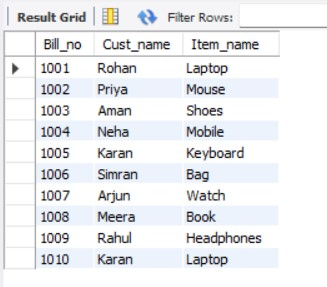 Result Grid Filter Rows:
Bill_no Cust_name Item_name
1001 Rohan Laptop
1002 Priya Mouse
1003 Aman Shoes
1004 Neha Mobile
1005 Karan Keyboard
1006 Simran Bag
1007 Arjun Watch
1008 Meera Book
1009 Rahul Headphones
1010 Karan Laptop